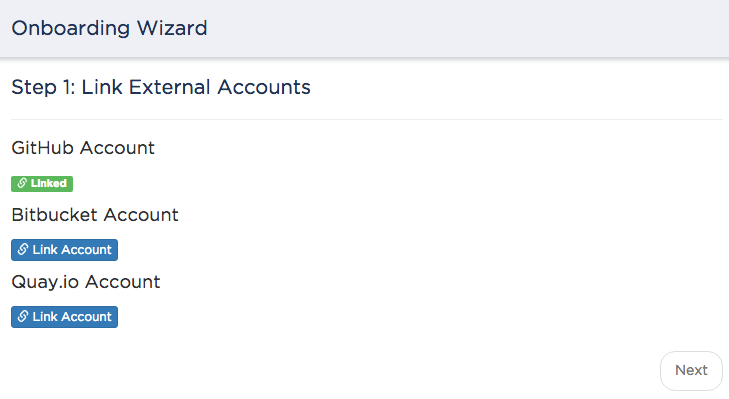 Onboarding Wizard
Step 1: Link External Accounts
GitHub Account
Linked
Bitbucket Account
Link Account
Quay.io Account
Link Account
Next